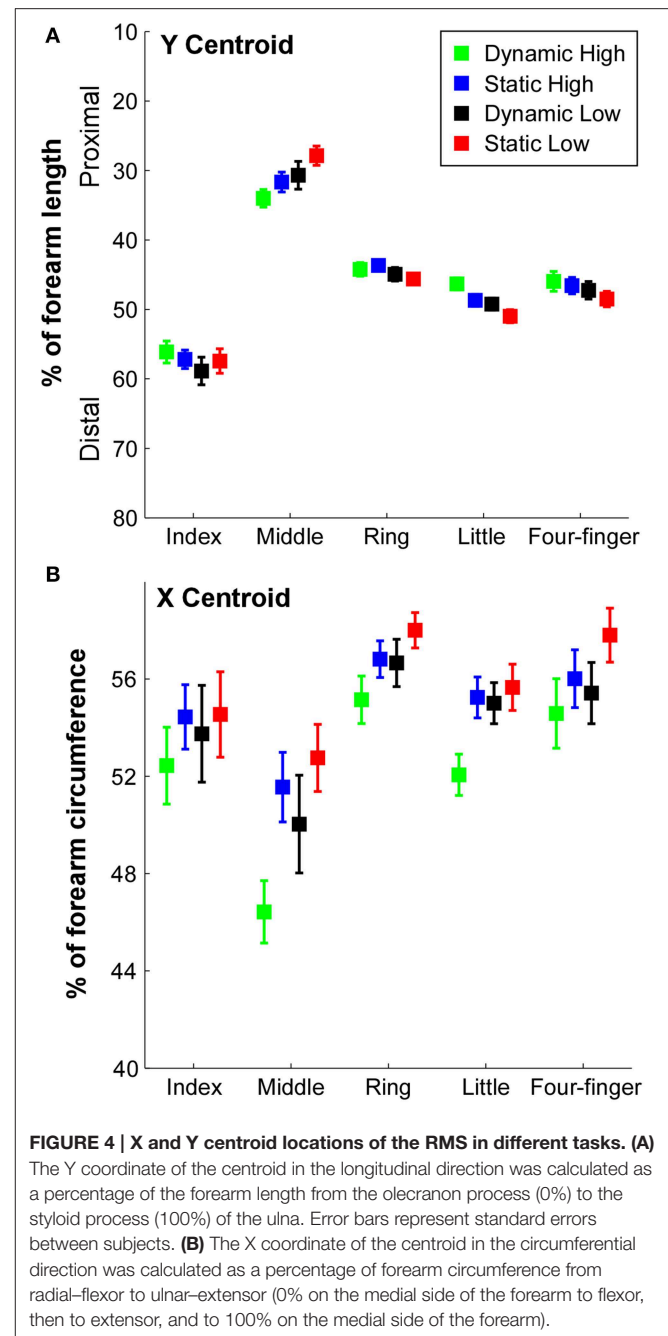 A
Y Centroid
Dynamic High
Static High
Dynamic Low
Static Low
% of forearm length
Proximal
Distal
10
20
30
40
50
60
70
80
Index Middle Ring Little Four-finger
B
X Centroid
% of forearm circumference
56
52
48
44
40
Index Middle Ring Little Four-finger
FIGURE 4 | X and Y centroid locations of the RMS in different tasks. (A)
The Y coordinate of the centroid in the longitudinal direction was calculated as
a percentage of the forearm length from the olecranon process (0%) to the
styloid process (100%) of the ulna. Error bars represent standard errors
between subjects. (B) The X coordinate of the centroid in the circumferential
direction was calculated as a percentage of forearm circumference from
radial–flexor to ulnar–extensor (0% on the medial side of the forearm to flexor,
then to extensor, and to 100% on the medial side of the forearm).